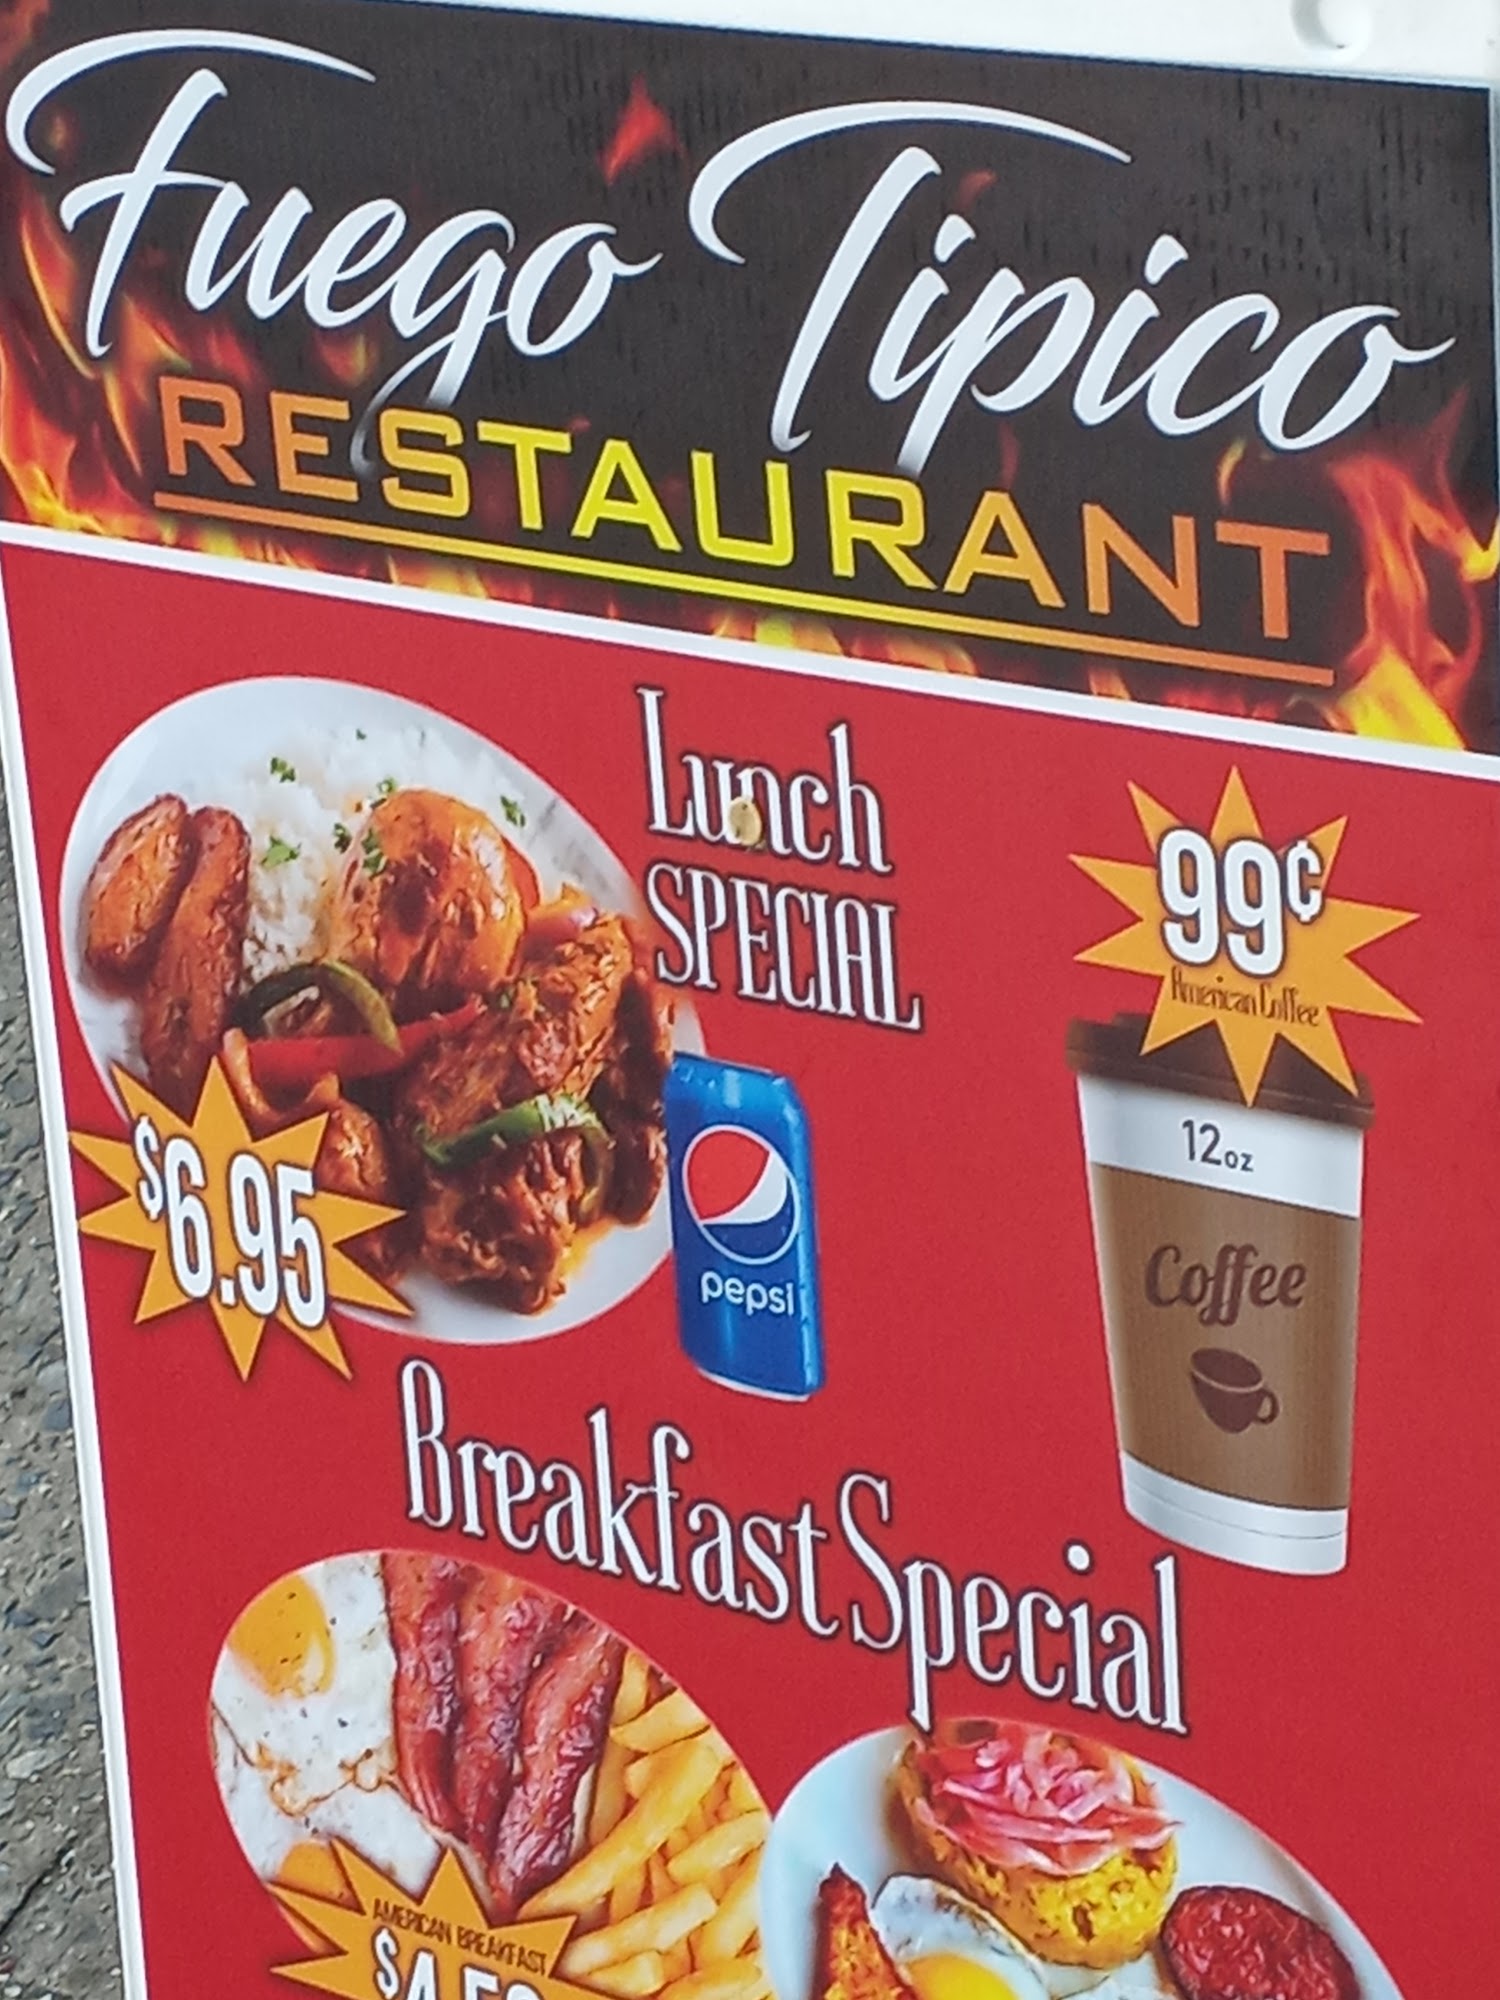 Fuego Tipico
RESTAURANT
Lunch
SPECIAL
99¢
American Coffee
12oz
Coffee
$6.95
pepsi
Breakfast Special
AMERICAN BREAKFAST